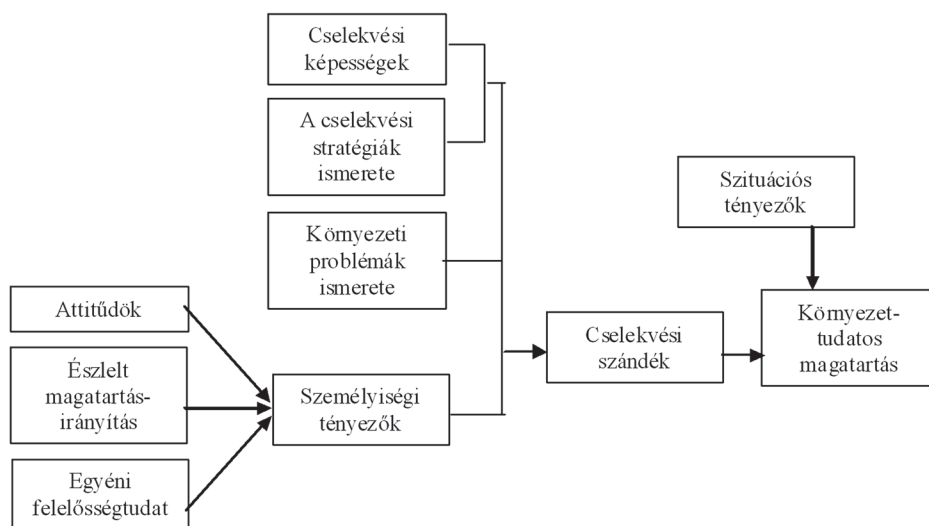 Cselekvési
képességek
A cselekvési
stratégiák
ismerete
Szituációs
tényezők
Környezeti
problémák
ismerete
Attitűdök
Észlelt
magatartás-
irányítás
Egyéni
felelősségtudat
Személyiségi
tényezők
Cselekvési
szándék
Környezet-
tudatos
magatartás